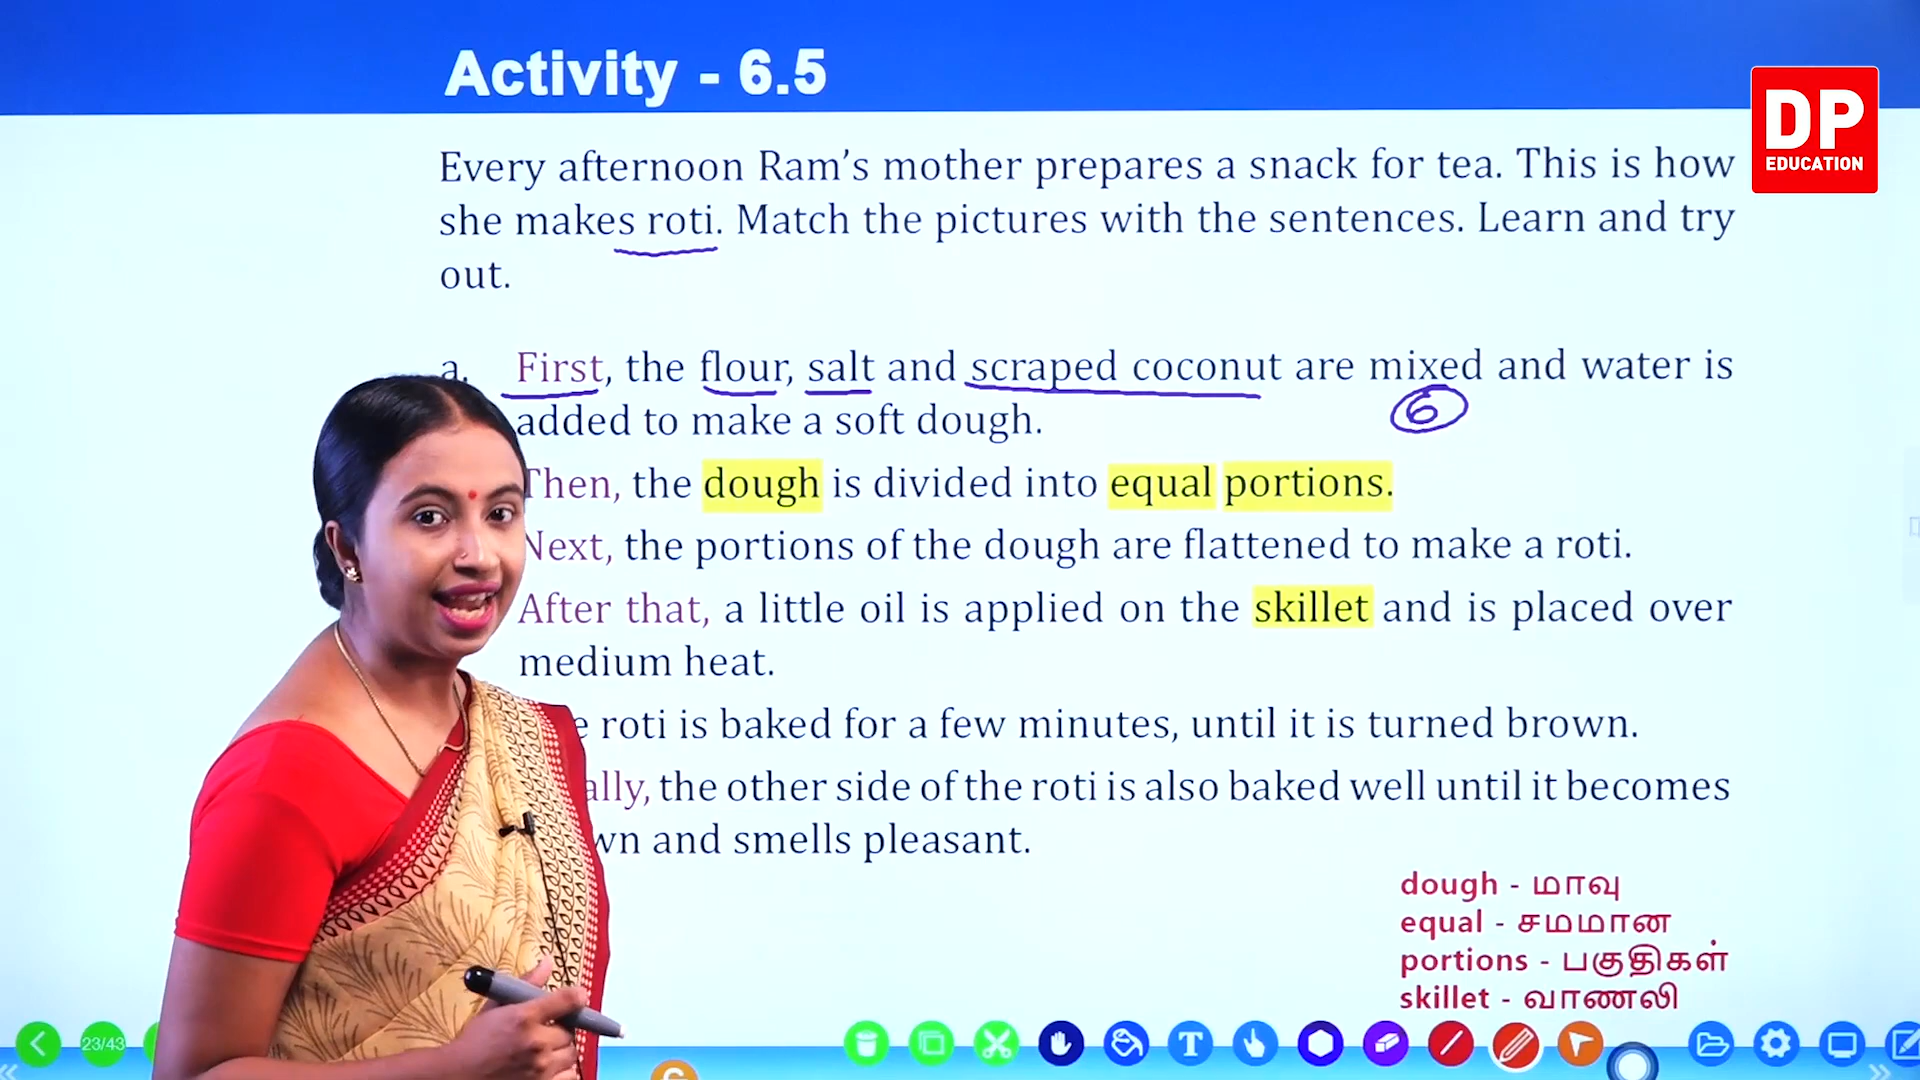 Activity - 6.5
DP
EDUCATION
Every afternoon Ram’s mother prepares a snack for tea. This is how
she makes roti. Match the pictures with the sentences. Learn and try
out.
a. First, the flour, salt and scraped coconut are mixed and water is
6
added to make a soft dough.
Then, the dough is divided into equal portions.
Next, the portions of the dough are flattened to make a roti.
After that, a little oil is applied on the skillet and is placed over
medium heat.
roti is baked for a few minutes, until it is turned brown.
the other side of the roti is also baked well until it becomes
and smells pleasant.
dough - மாவு
equal - சமமான
portions - பகுதிகள்
skillet - வாணலி
23/43
T